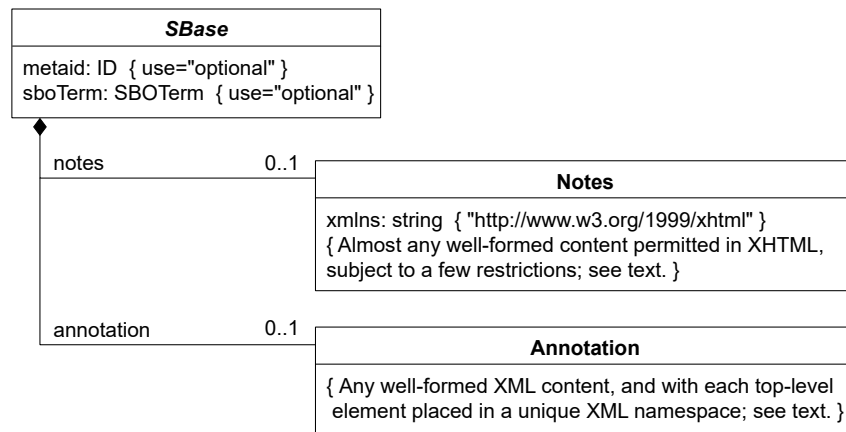 SBase
metaid: ID { use="optional" }
sboTerm: SBOTerm { use="optional" }
notes 0..1
Notes
xmlns: string { "http://www.w3.org/1999/xhtml" }
{ Almost any well-formed content permitted in XHTML,
subject to a few restrictions; see text. }
annotation 0..1
Annotation
{ Any well-formed XML content, and with each top-level
element placed in a unique XML namespace; see text. }